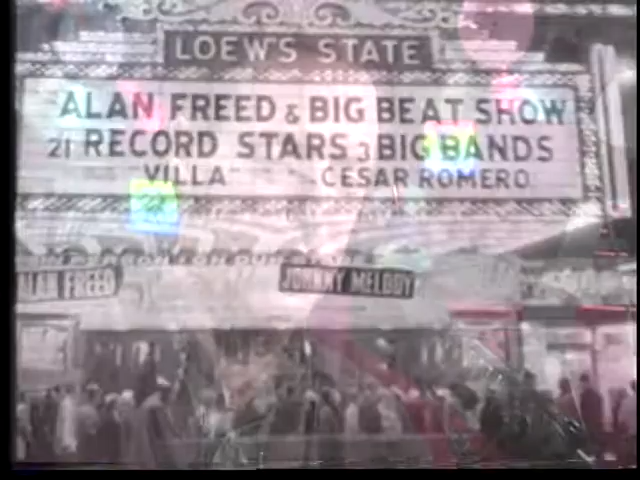 LOEW'S STATE
ALAN FREED & BIG BEAT SHOW
21 RECORD STARS 3 BIG BANDS
VILLA CESAR ROMERO
ALAN FREED JOHNNY MELODY